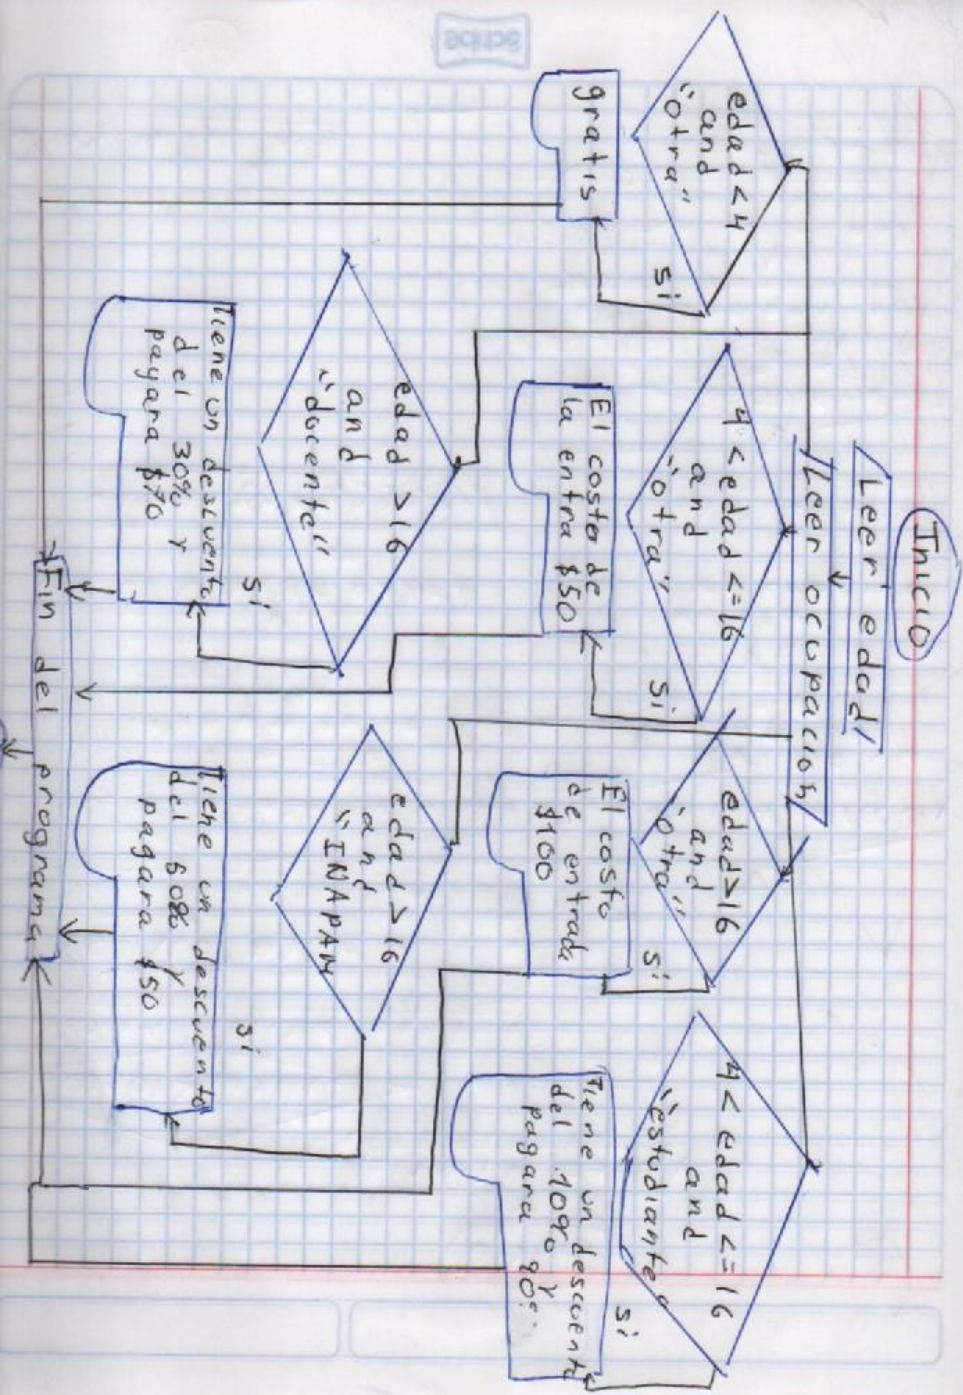 Inicio
Leer edad
Leer ocupación
edad<4
and
"otra"
si
gratis
4 < edad <=16
and
"otra"
si
El costor de
la entra $50
edad>16
and
"otra"
si
El costo
de entrada
$100
4 < edad <=16
and
"estudiante"
si
Tiene un descuento
del 10% y
pagara 90
edad >16
and
"docente"
si
Tiene un descuento
del 30% y
pagara $70
edad >16
and
"INAPAM
si
Tiene un descuento
del 50% y
pagara $50
Fin del programa
scribe